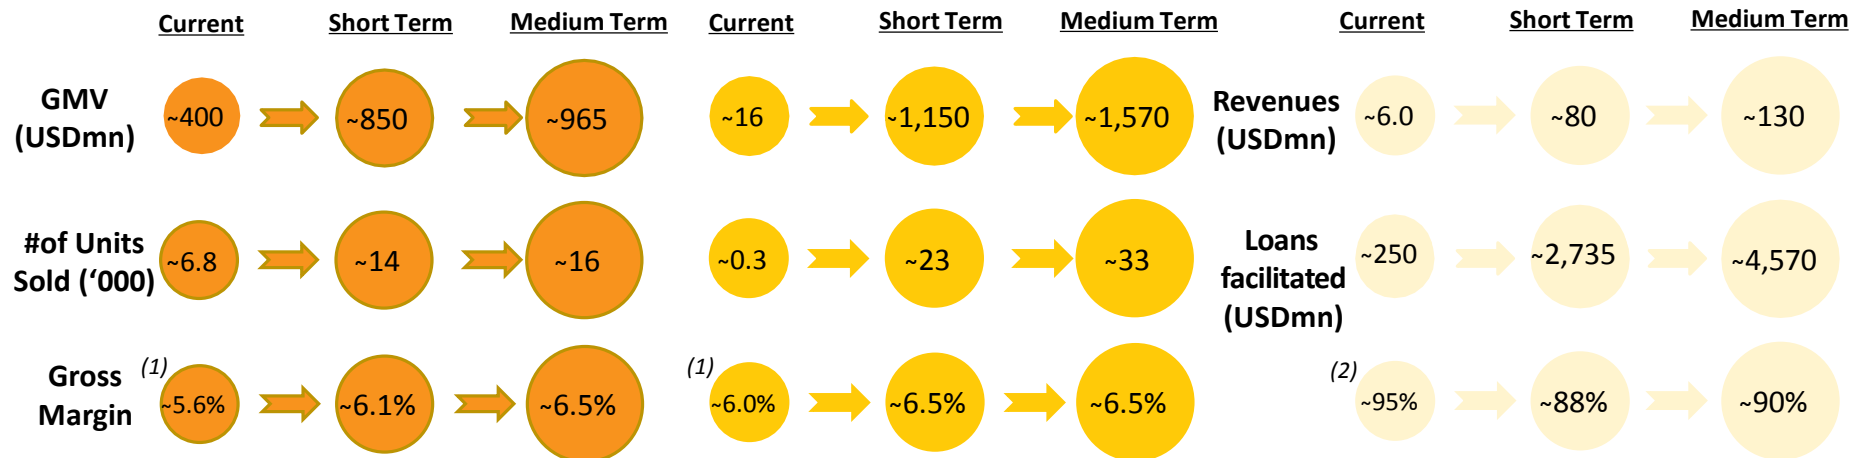 Current Short Term Medium Term Current Short Term Medium Term Current Short Term Medium Term
GMV
(USDmn)
~400 ~850 ~965 ~16 ~1,150 ~1,570
Revenues
(USDmn)
~6.0 ~80 ~130
#of Units
Sold (‘000)
~6.8 ~14 ~16 ~0.3 ~23 ~33
Loans
facilitated
(USDmn)
~250 ~2,735 ~4,570
Gross
Margin
(1) ~5.6% ~6.1% ~6.5% (1) ~6.0% ~6.5% ~6.5% (2) ~95% ~88% ~90%